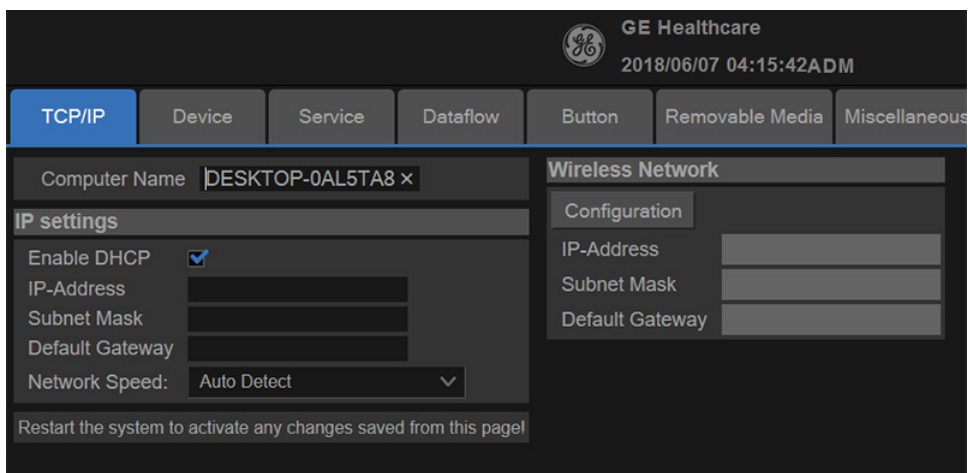 GE Healthcare
2018/06/07 04:15:42ADM
TCP/IP
Device
Service
Dataflow
Button
Removable Media
Miscellaneous
Computer Name DESKTOP-0AL5TA8 ×
IP settings
Enable DHCP
IP-Address
Subnet Mask
Default Gateway
Network Speed: Auto Detect
Restart the system to activate any changes saved from this page!
Wireless Network
Configuration
IP-Address
Subnet Mask
Default Gateway